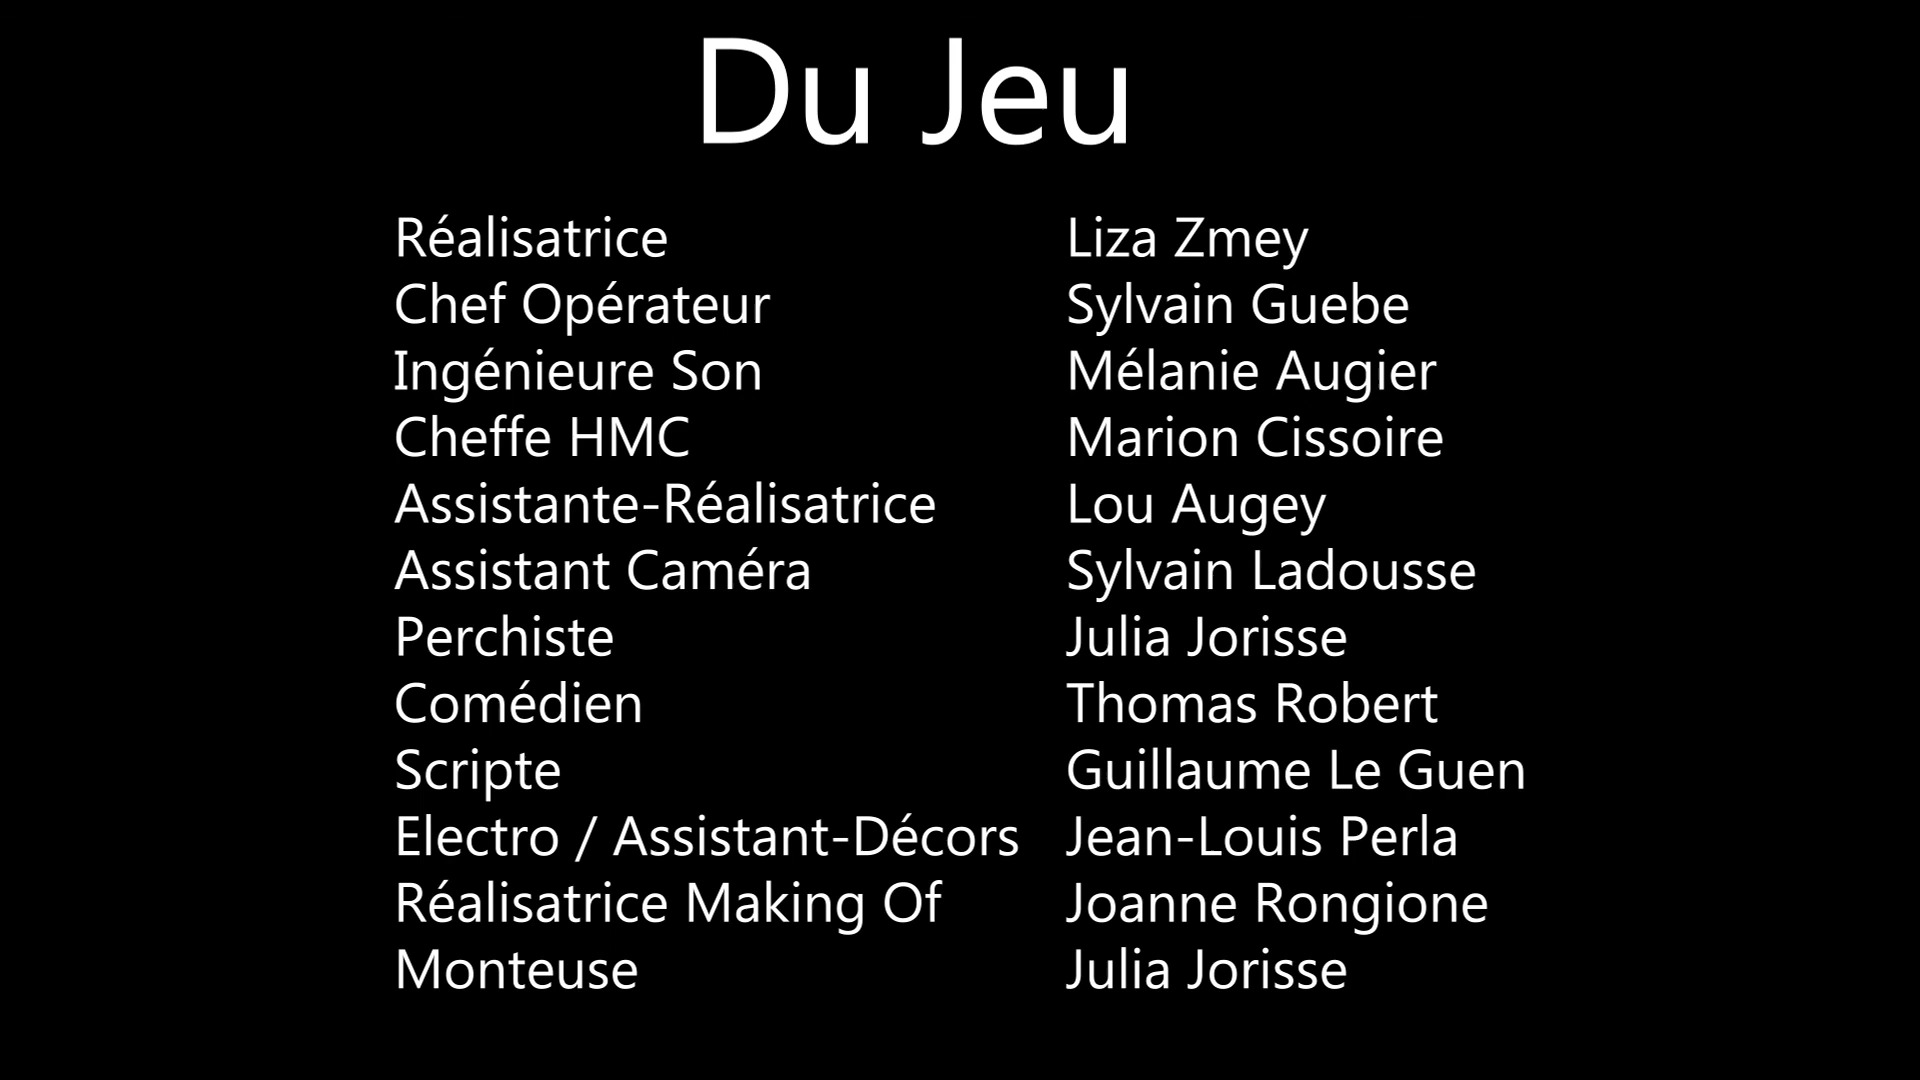 Du Jeu
Réalisatrice Liza Zmey
Chef Opérateur Sylvain Guebe
Ingénieure Son Mélanie Augier
Cheffe HMC Marion Cissoire
Assistante-Réalisatrice Lou Augey
Assistant Caméra Sylvain Ladousse
Perchiste Julia Jorisse
Comédien Thomas Robert
Scripte Guillaume Le Guen
Electro / Assistant-Décors Jean-Louis Perla
Réalisatrice Making Of Joanne Rongione
Monteuse Julia Jorisse